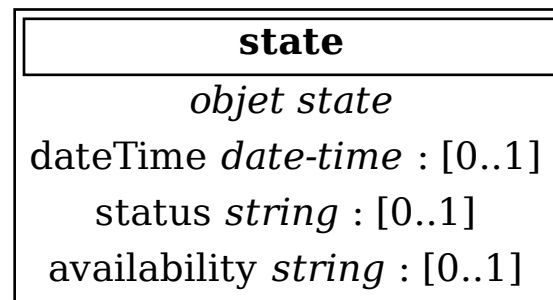 state
objet state
dateTime date-time : [0..1]
status string : [0..1]
availability string : [0..1]